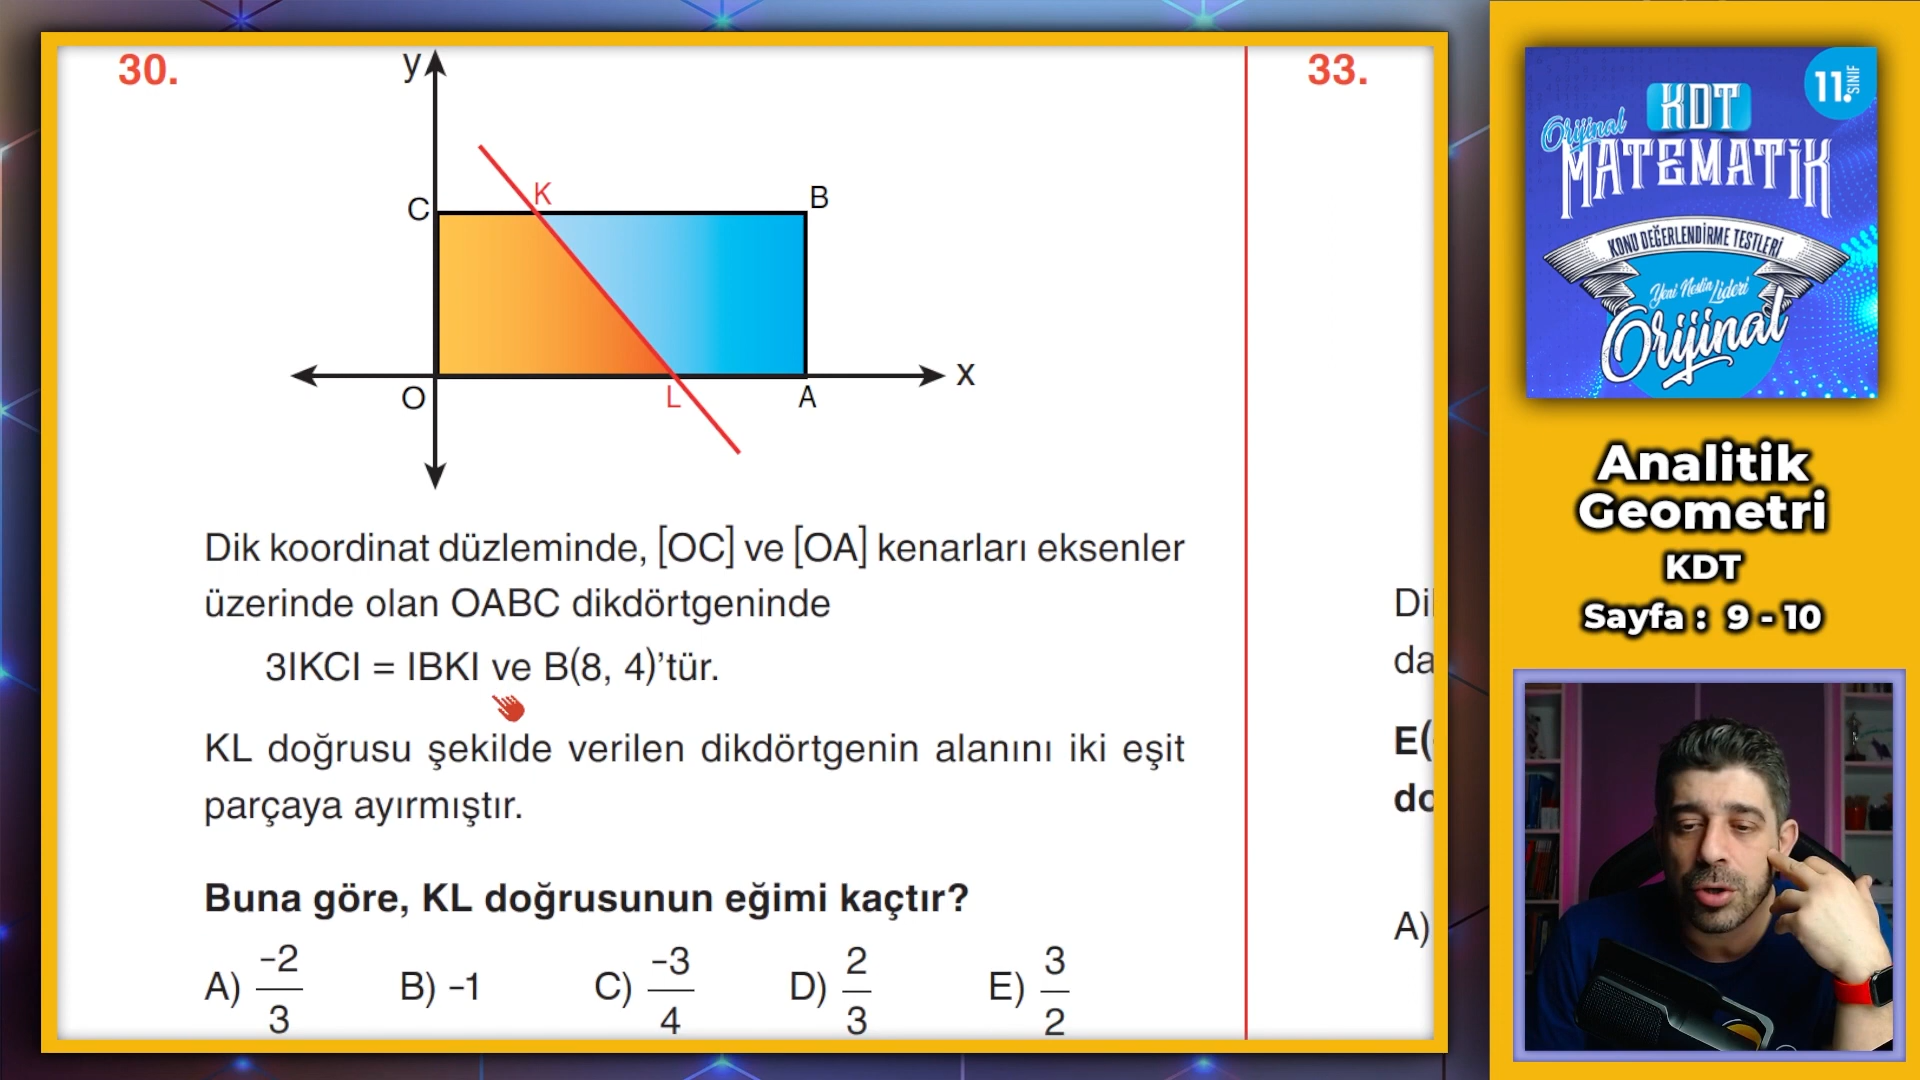 30.
y
K
B
C
x
O
L
A
Dik koordinat düzleminde, [OC] ve [OA] kenarları eksenler
üzerinde olan OABC dikdörtgeninde
3IKCI = IBKI ve B(8, 4)'tür.
KL doğrusu şekilde verilen dikdörtgenin alanını iki eşit
parçaya ayırmıştır.
Buna göre, KL doğrusunun eğimi kaçtır?
A) -2/3 B) -1 C) -3/4 D) 2/3 E) 3/2
33.
Di
da
E(
do
A)
11. SINIF
Orijinal
KDT
MATEMATİK
KONU DEĞERLENDİRME TESTLERİ
Yeni Neslin Lideri
Orijinal
Analitik
Geometri
KDT
Sayfa : 9 - 10